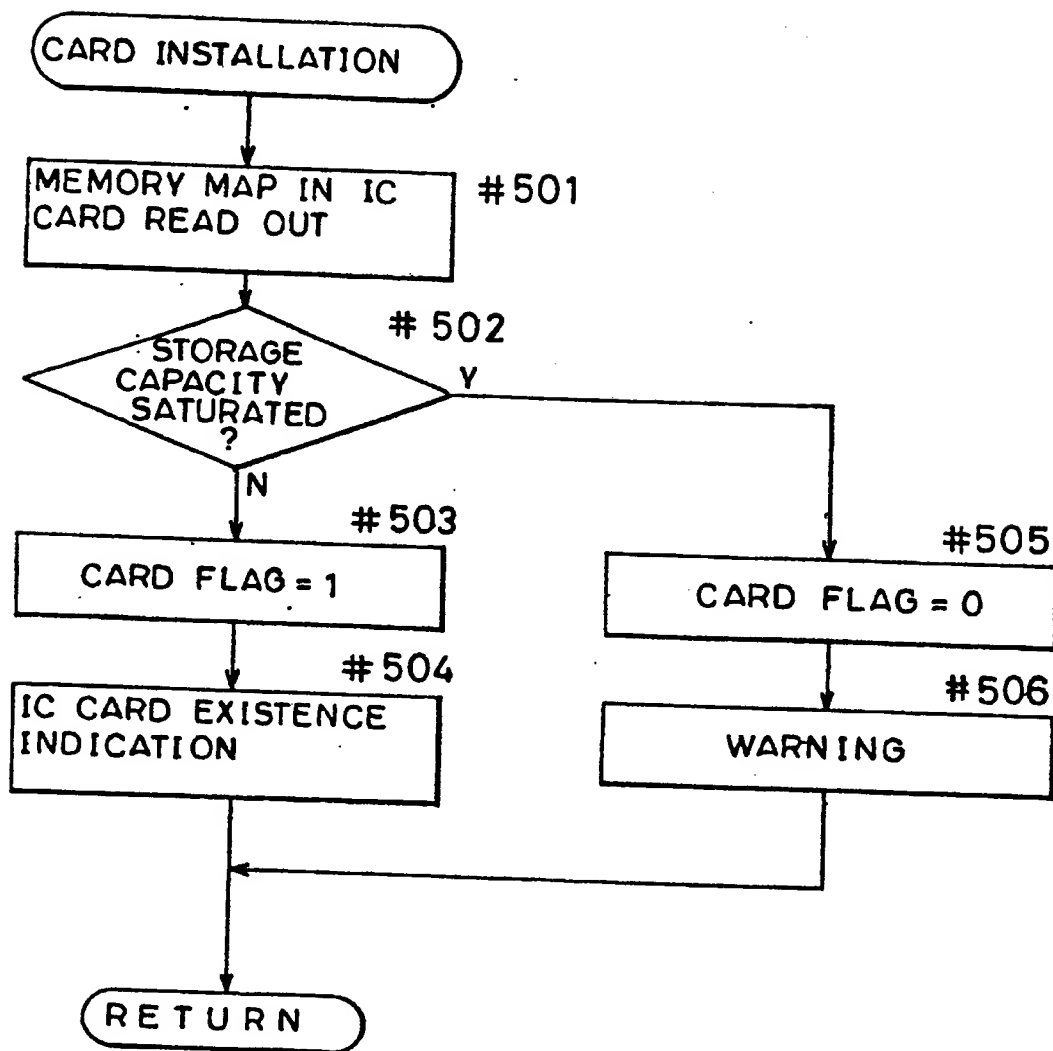 CARD INSTALLATION
MEMORY MAP IN IC
CARD READ OUT
#501
#502
STORAGE
CAPACITY
SATURATED
?
Y
N
#503
CARD FLAG = 1
#504
IC CARD EXISTENCE
INDICATION
#505
CARD FLAG = 0
#506
WARNING
RETURN